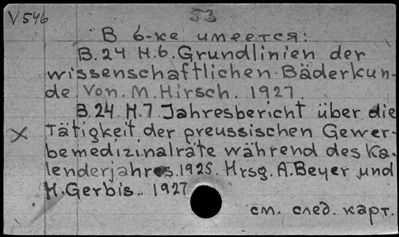 V 546
53
В б-ке имеется:
B.24 H.6. Grundlinien der
wissenschaftlichen Bäderkun-
de Von. M. Hirsch. 1927.
B.24 H.7 Jahresbericht über die
x Tätigkeit der preussischen Gewer-
bemedizinalräte während des Ka-
lenderjahres 1925. Hrsg. A. Beyer und
H. Gerbis. 1927
см. след. карт.